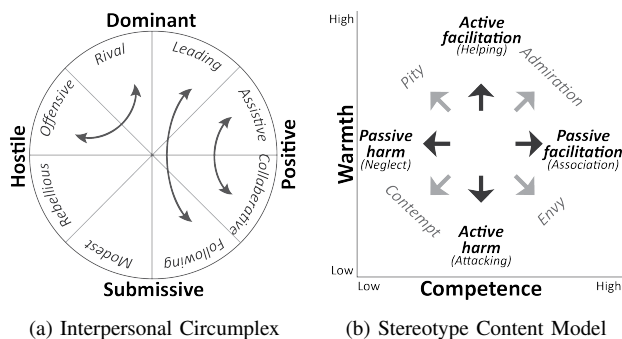 Dominant
Rival
Leading
Offensive
Assistive
Hostile
Positive
Rebellious
Collaborative
Modest
Following
Submissive
(a) Interpersonal Circumplex
High
Active
facilitation
(Helping)
Pity
Admiration
Warmth
Passive
harm
(Neglect)
Passive
facilitation
(Association)
Contempt
Envy
Active
harm
(Attacking)
Low
Low
Competence
High
(b) Stereotype Content Model